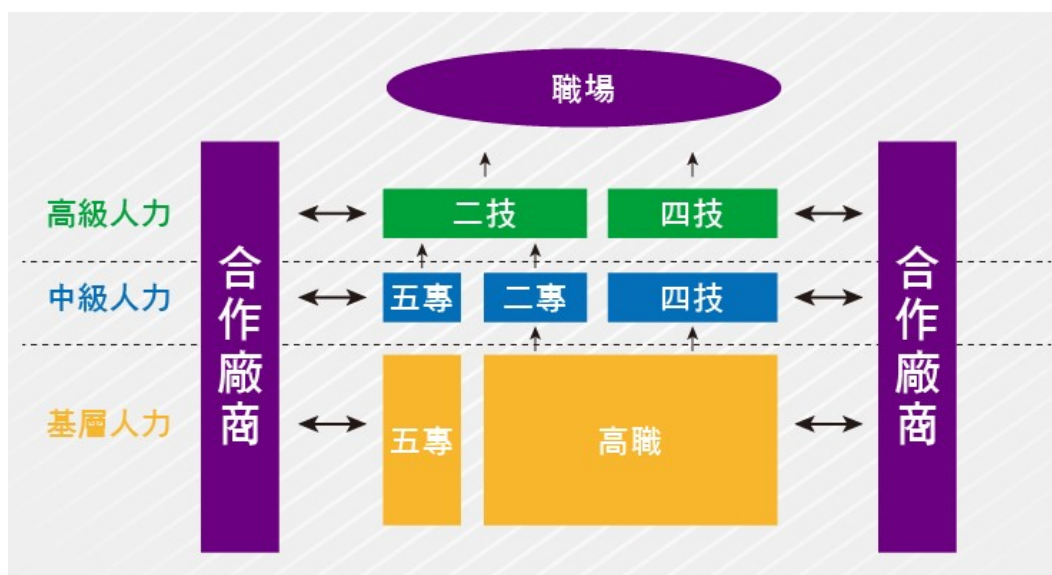 職場
高級人力
二技
四技
合作廠商
合作廠商
中級人力
五專
二專
四技
基層人力
五專
高職